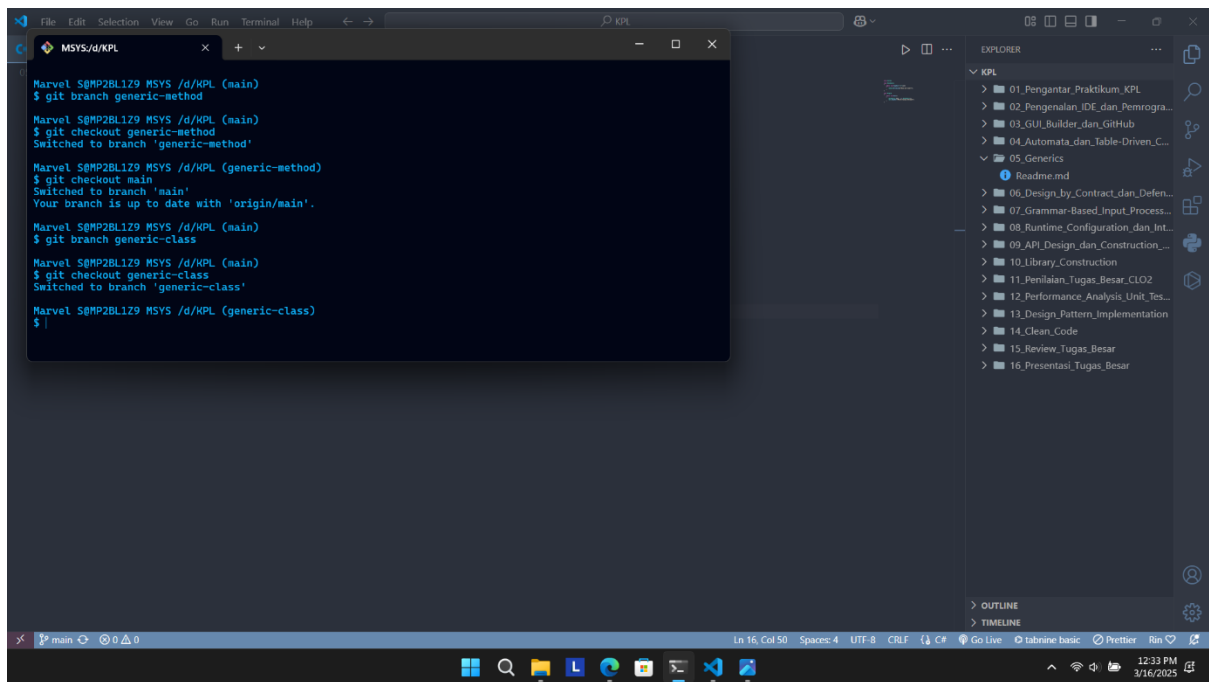 File Edit Selection View Go Run Terminal Help
KPL
MSYS:/d/KPL
Marvel S@MP2BL1Z9 MSYS /d/KPL (main)
$ git branch generic-method
Marvel S@MP2BL1Z9 MSYS /d/KPL (main)
$ git checkout generic-method
Switched to branch 'generic-method'
Marvel S@MP2BL1Z9 MSYS /d/KPL (generic-method)
$ git checkout main
Switched to branch 'main'
Your branch is up to date with 'origin/main'.
Marvel S@MP2BL1Z9 MSYS /d/KPL (main)
$ git branch generic-class
Marvel S@MP2BL1Z9 MSYS /d/KPL (main)
$ git checkout generic-class
Switched to branch 'generic-class'
Marvel S@MP2BL1Z9 MSYS /d/KPL (generic-class)
$
EXPLORER
KPL
01_Pengantar_Praktikum_KPL
02_Pengenalan_IDE_dan_Pemrogra...
03_GUI_Builder_dan_GitHub
04_Automata_dan_Table-Driven_C...
05_Generics
Readme.md
06_Design_by_Contract_dan_Defen...
07_Grammar-Based_Input_Process...
08_Runtime_Configuration_dan_Int...
09_API_Design_dan_Construction_...
10_Library_Construction
11_Penilaian_Tugas_Besar_CLO2
12_Performance_Analysis_Unit_Tes...
13_Design_Pattern_Implementation
14_Clean_Code
15_Review_Tugas_Besar
16_Presentasi_Tugas_Besar
OUTLINE
TIMELINE
main 0 0 Ln 16, Col 50 Spaces: 4 UTF-8 CRLF C# Go Live tabnine basic Prettier Rin
L
12:33 PM
3/16/2025